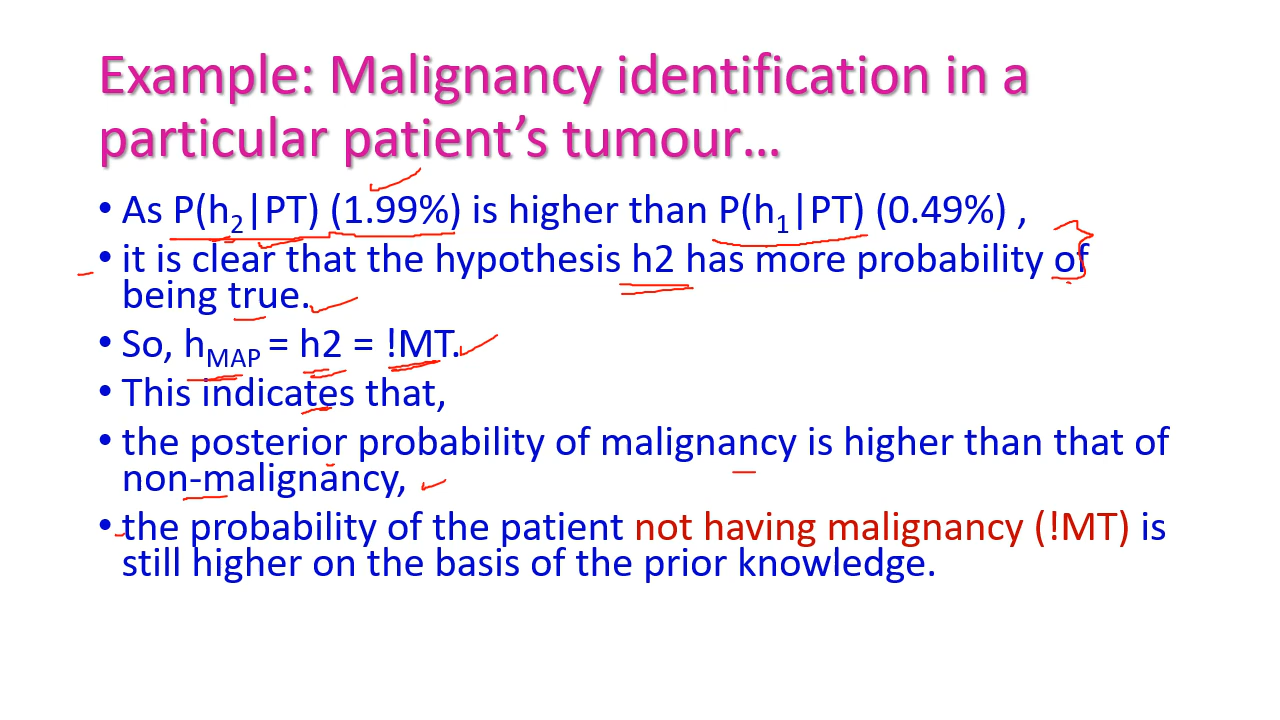 Example: Malignancy identification in a
particular patient’s tumour…
• As P(h2|PT) (1.99%) is higher than P(h1|PT) (0.49%) ,
• it is clear that the hypothesis h2 has more probability of
being true.
• So, hMAP = h2 = !MT.
• This indicates that,
• the posterior probability of malignancy is higher than that of
non-malignancy,
• the probability of the patient not having malignancy (!MT) is
still higher on the basis of the prior knowledge.